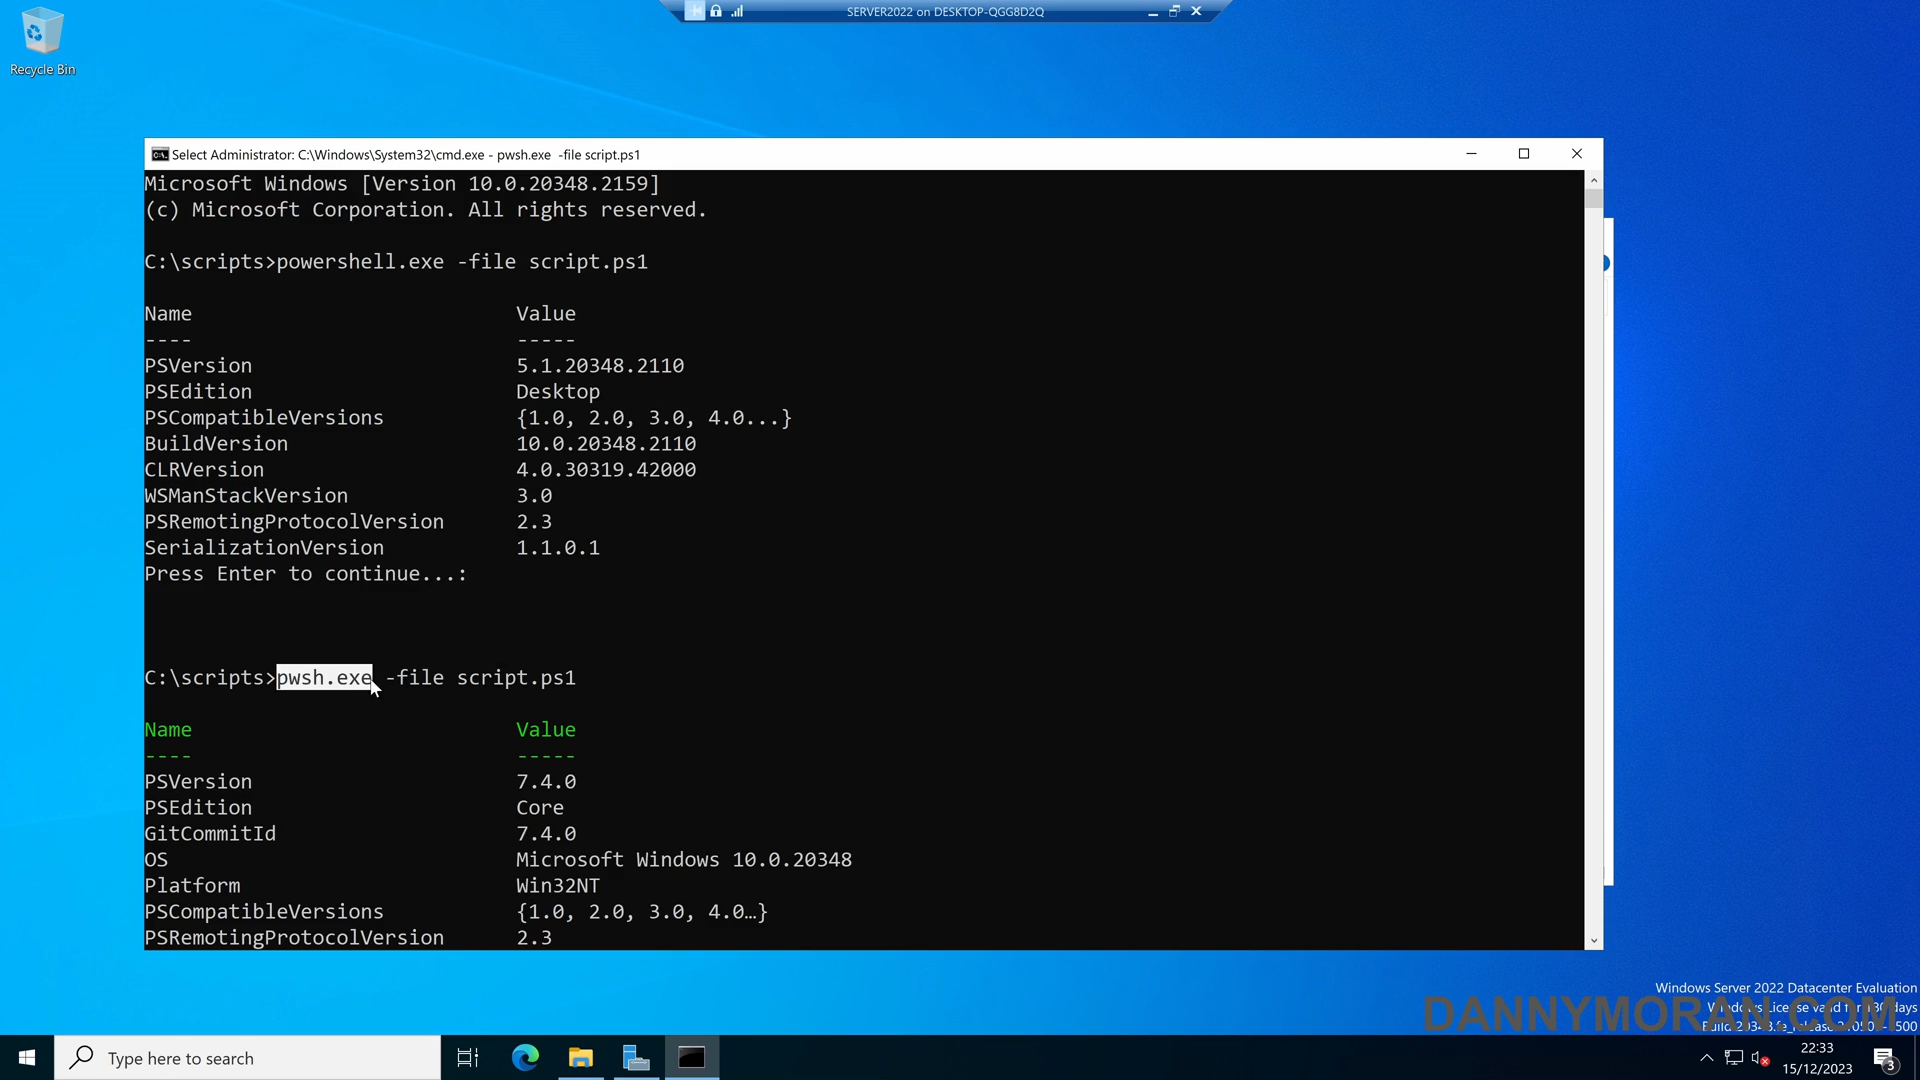 SERVER2022 on DESKTOP-QGG8D2Q
Recycle Bin
Select Administrator: C:\Windows\System32\cmd.exe - pwsh.exe  -file script.ps1
Microsoft Windows [Version 10.0.20348.2159]
(c) Microsoft Corporation. All rights reserved.
C:\scripts>powershell.exe -file script.ps1
Name Value
---- -----
PSVersion 5.1.20348.2110
PSEdition Desktop
PSCompatibleVersions {1.0, 2.0, 3.0, 4.0...}
BuildVersion 10.0.20348.2110
CLRVersion 4.0.30319.42000
WSManStackVersion 3.0
PSRemotingProtocolVersion 2.3
SerializationVersion 1.1.0.1
Press Enter to continue...:
C:\scripts>pwsh.exe -file script.ps1
Name Value
---- -----
PSVersion 7.4.0
PSEdition Core
GitCommitId 7.4.0
OS Microsoft Windows 10.0.20348
Platform Win32NT
PSCompatibleVersions {1.0, 2.0, 3.0, 4.0…}
PSRemotingProtocolVersion 2.3
Windows Server 2022 Datacenter Evaluation
Windows License valid for days
DANNYMORAN.COM
Type here to search
22:33
15/12/2023
3